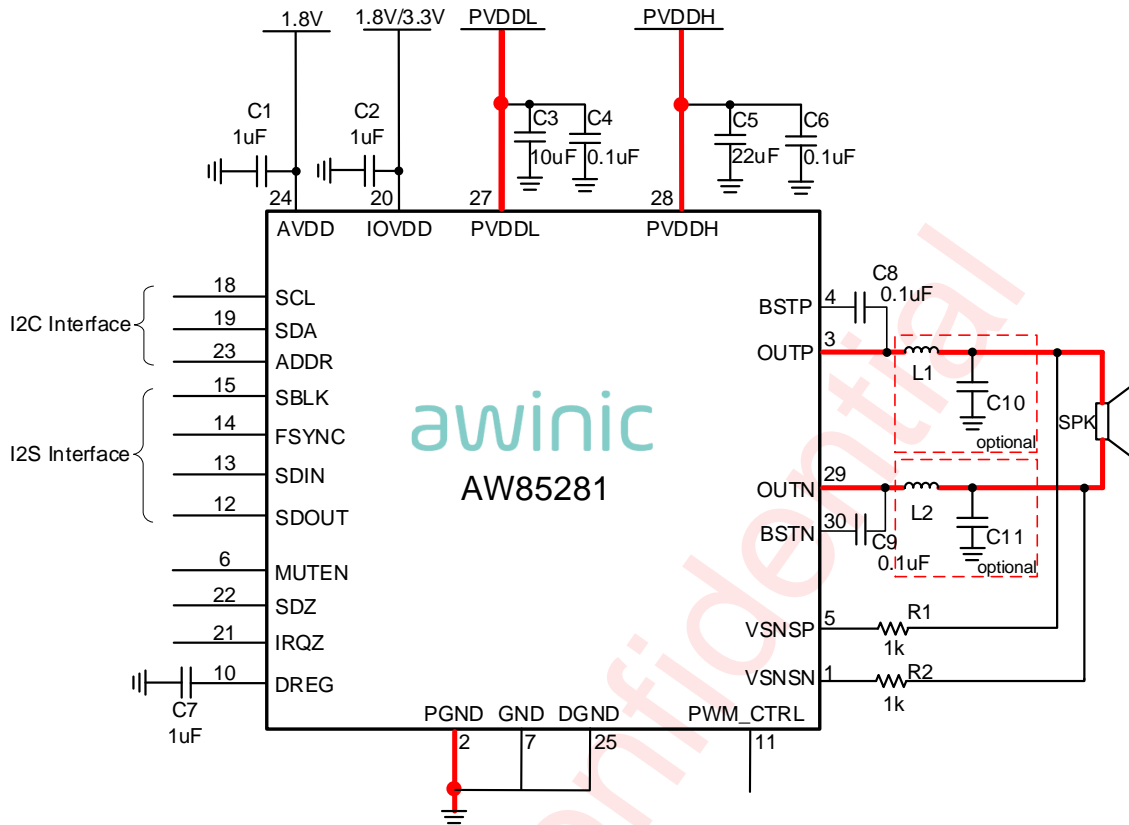 1.8V
1.8V/3.3V
PVDDL
PVDDH
C1
1uF
C2
1uF
C3
10uF
C4
0.1uF
C5
22uF
C6
0.1uF
24
20
27
28
AVDD
IOVDD
PVDDL
PVDDH
I2C Interface
18
SCL
19
SDA
23
ADDR
I2S Interface
15
SBLK
14
FSYNC
13
SDIN
12
SDOUT
6
MUTEN
22
SDZ
21
IRQZ
10
DREG
C7
1uF
awinic
AW85281
BSTP
4
C8
0.1uF
OUTP
3
L1
C10
optional
SPK
OUTN
29
L2
C11
optional
BSTN
30
C9
0.1uF
VSNSP
5
R1
1k
VSNSN
1
R2
1k
PGND
GND
DGND
PWM_CTRL
2
7
25
11
nfidential